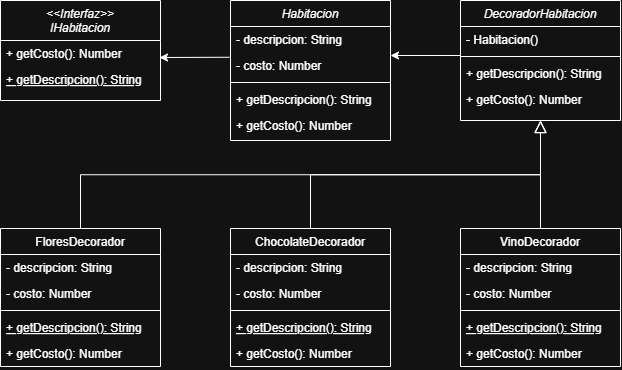 <<Interfaz>>
IHabitacion
+ getCosto(): Number
+ getDescripcion(): String
Habitacion
- descripcion: String
- costo: Number
+ getDescripcion(): String
+ getCosto(): Number
DecoradorHabitacion
- Habitacion()
+ getDescripcion(): String
+ getCosto(): Number
FloresDecorador
- descripcion: String
- costo: Number
+ getDescripcion(): String
+ getCosto(): Number
ChocolateDecorador
- descripcion: String
- costo: Number
+ getDescripcion(): String
+ getCosto(): Number
VinoDecorador
- descripcion: String
- costo: Number
+ getDescripcion(): String
+ getCosto(): Number